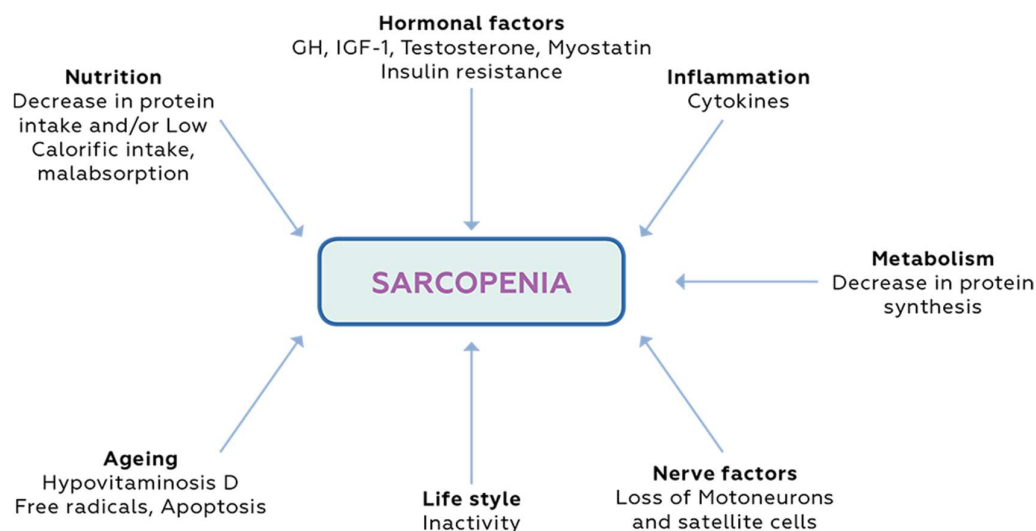 Hormonal factors
GH, IGF-1, Testosterone, Myostatin
Insulin resistance
Nutrition
Decrease in protein
intake and/or Low
Calorific intake,
malabsorption
Inflammation
Cytokines
SARCOPENIA
Metabolism
Decrease in protein
synthesis
Ageing
Hypovitaminosis D
Free radicals, Apoptosis
Life style
Inactivity
Nerve factors
Loss of Motoneurons
and satellite cells